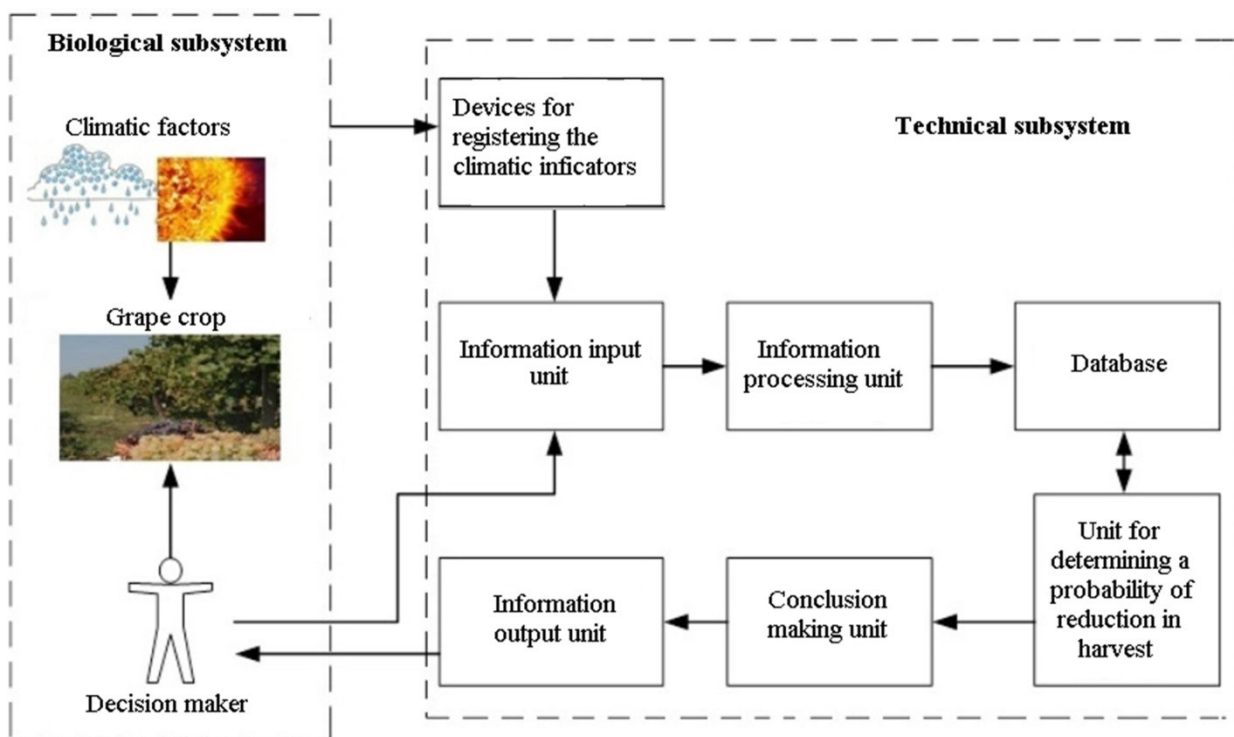 Biological subsystem
Climatic factors
Grape crop
Decision maker
Technical subsystem
Devices for
registering the
climatic inficators
Information input
unit
Information
processing unit
Database
Unit for
determining a
probability of
reduction in
harvest
Conclusion
making unit
Information
output unit